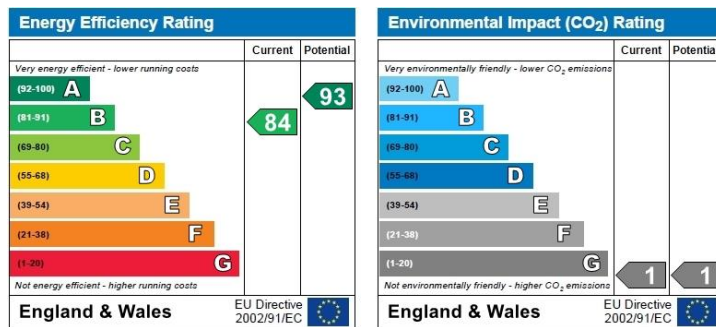 Energy Efficiency Rating
Current Potential
Very energy efficient - lower running costs
(92-100) A
(81-91) B
(69-80) C
(55-68) D
(39-54) E
(21-38) F
(1-20) G
84
93
Not energy efficient - higher running costs
England & Wales
EU Directive
2002/91/EC
Environmental Impact (CO₂) Rating
Current Potential
Very environmentally friendly - lower CO₂ emissions
(92-100) A
(81-91) B
(69-80) C
(55-68) D
(39-54) E
(21-38) F
(1-20) G
1
1
Not environmentally friendly - higher CO₂ emissions
England & Wales
EU Directive
2002/91/EC